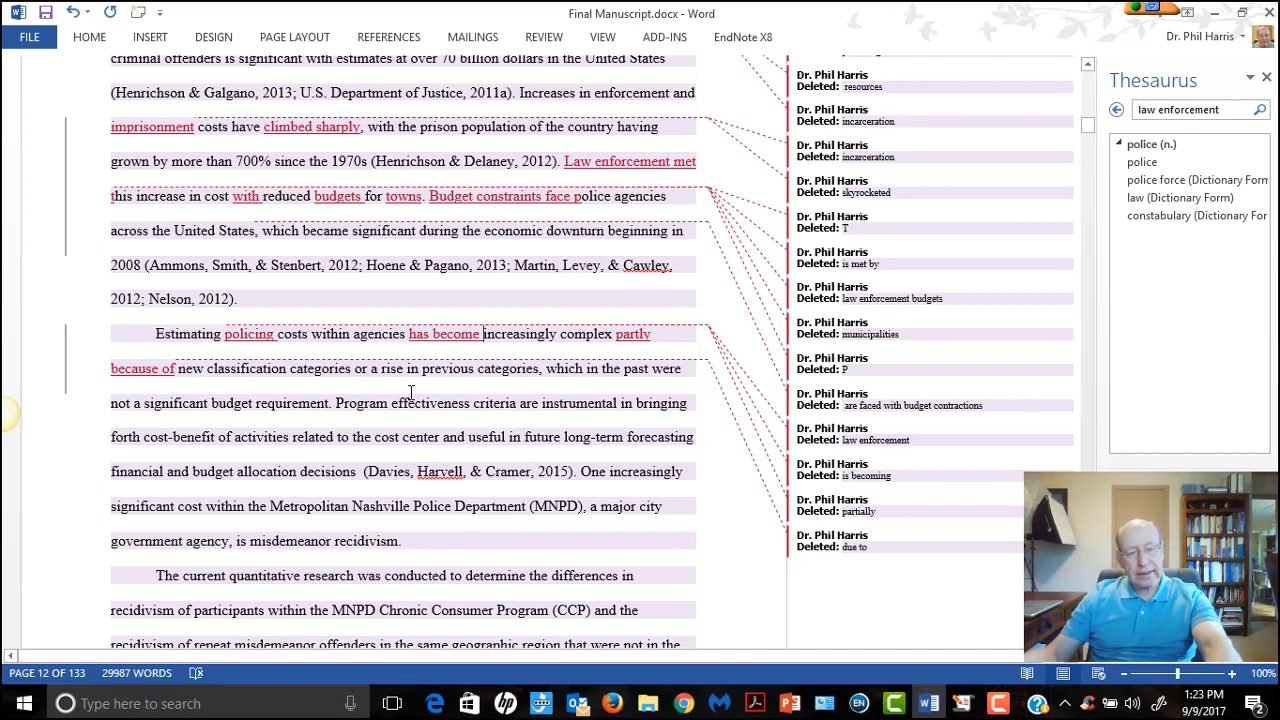 Final Manuscript.docx - Word
FILE HOME INSERT DESIGN PAGE LAYOUT REFERENCES MAILINGS REVIEW VIEW ADD-INS EndNote X8 Dr. Phil Harris
criminal offenders is significant with estimates at over 70 billion dollars in the United States
(Henrichson & Galgano, 2013; U.S. Department of Justice, 2011a). Increases in enforcement and
imprisonment costs have climbed sharply, with the prison population of the country having
grown by more than 700% since the 1970s (Henrichson & Delaney, 2012). Law enforcement met
this increase in cost with reduced budgets for towns. Budget constraints face police agencies
across the United States, which became significant during the economic downturn beginning in
2008 (Ammons, Smith, & Stenbert, 2012; Hoene & Pagano, 2013; Martin, Levey, & Cawley,
2012; Nelson, 2012).
Estimating policing costs within agencies has become increasingly complex partly
because of new classification categories or a rise in previous categories, which in the past were
not a significant budget requirement. Program effectiveness criteria are instrumental in bringing
forth cost-benefit of activities related to the cost center and useful in future long-term forecasting
financial and budget allocation decisions (Davies, Harvell, & Cramer, 2015). One increasingly
significant cost within the Metropolitan Nashville Police Department (MNPD), a major city
government agency, is misdemeanor recidivism.
The current quantitative research was conducted to determine the differences in
recidivism of participants within the MNPD Chronic Consumer Program (CCP) and the
recidivism of repeat misdemeanor offenders in the same geographic region that were not in the
Dr. Phil Harris
Deleted: resources
Dr. Phil Harris
Deleted: incarceration
Dr. Phil Harris
Deleted: incarceration
Dr. Phil Harris
Deleted: skyrocketed
Dr. Phil Harris
Deleted: T
Dr. Phil Harris
Deleted: is met by
Dr. Phil Harris
Deleted: law enforcement budgets
Dr. Phil Harris
Deleted: municipalities
Dr. Phil Harris
Deleted: P
Dr. Phil Harris
Deleted: are faced with budget contractions
Dr. Phil Harris
Deleted: law enforcement
Dr. Phil Harris
Deleted: is becoming
Dr. Phil Harris
Deleted: partially
Dr. Phil Harris
Deleted: due to
Thesaurus
law enforcement
police (n.)
police
police force (Dictionary Form
law (Dictionary Form)
constabulary (Dictionary For
PAGE 12 OF 133 29987 WORDS 100%
Type here to search
1:23 PM
9/9/2017
2